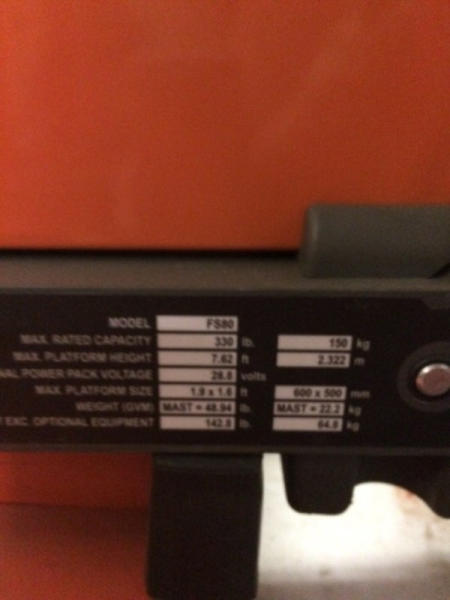 MODEL FS80
MAX. RATED CAPACITY 330 lb. 150 kg
MAX. PLATFORM HEIGHT 7.62 ft 2.322 m
NAL POWER PACK VOLTAGE 28.8 volts
MAX. PLATFORM SIZE 1.9 x 1.6 ft 600 x 500 mm
WEIGHT (GVM) MAST = 48.94 lb. MAST = 22.2 kg
EXC. OPTIONAL EQUIPMENT 142.8 lb. 64.8 kg